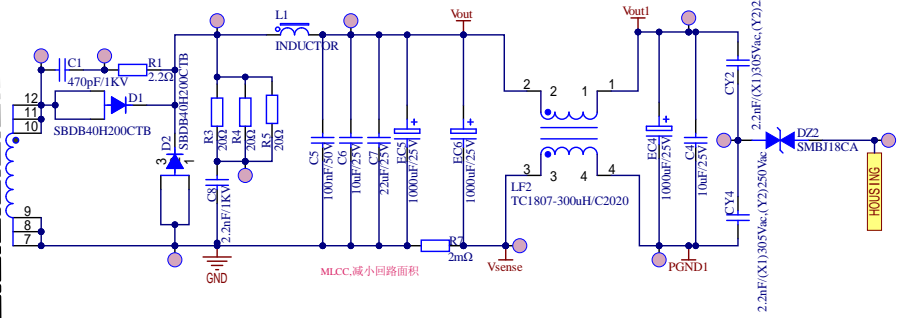 C1
470pF/1KV
R1
2.2Ω
12
11
10
D1
SBDB40H200CTB
SBDB40H200CTB
D2
3
1
9
8
7
R3
20Ω
R4
20Ω
R5
20Ω
C8
2.2nF/1KV
GND
L1
INDUCTOR
C5
100nF/50V
C6
10uF/25V
C7
22uF/25V
EC5
1000uF/25V
MLCC,减小回路面积
R7
2mΩ
Vout
EC6
1000uF/25V
Vsense
2
1
2
1
3
4
3
4
LF2
TC1807-300uH/C2020
Vout1
EC4
1000uF/25V
C4
10uF/25V
PGND1
CY2
2.2nF/(X1)305Vac,(Y2)2
CY4
2.2nF/(X1)305Vac,(Y2)250Vac
DZ2
SMBJ18CA
HOUSING